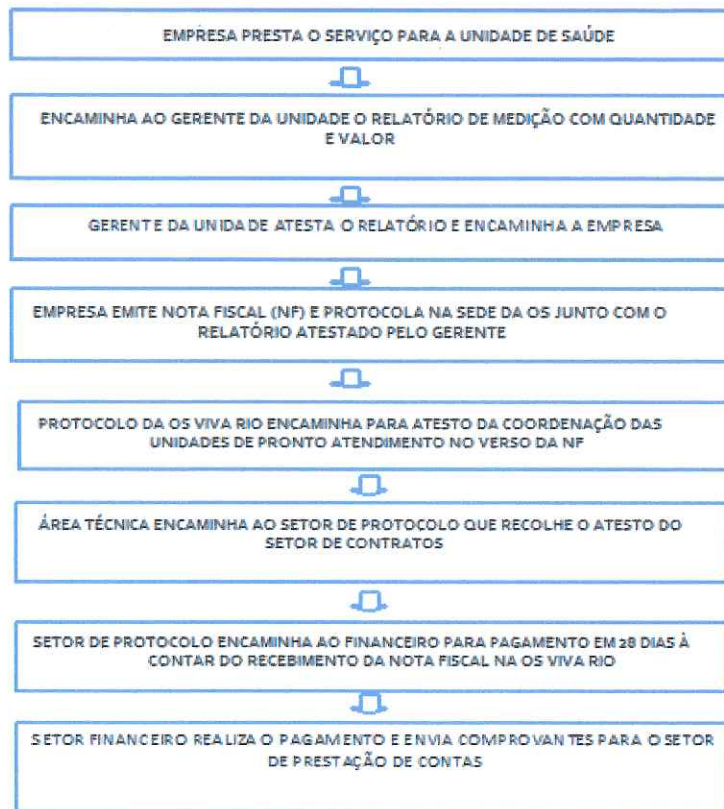 EMPRESA PRESTA O SERVIÇO PARA A UNIDADE DE SAÚDE
ENCAMINHA AO GERENTE DA UNIDADE O RELATÓRIO DE MEDIÇÃO COM QUANTIDADE
E VALOR
GERENTE DA UNIDADE ATESTA O RELATÓRIO E ENCAMINHA A EMPRESA
EMPRESA EMITE NOTA FISCAL (NF) E PROTOCOLA NA SEDE DA OS JUNTO COM O
RELATÓRIO ATESTADO PELO GERENTE
PROTOCOLO DA OS VIVA RIO ENCAMINHA PARA ATESTO DA COORDENAÇÃO DAS
UNIDADES DE PRONTO ATENDIMENTO NO VERSO DA NF
ÁREA TÉCNICA ENCAMINHA AO SETOR DE PROTOCOLO QUE RECOLHE O ATESTO DO
SETOR DE CONTRATOS
SETOR DE PROTOCOLO ENCAMINHA AO FINANCEIRO PARA PAGAMENTO EM 28 DIAS À
CONTAR DO RECEBIMENTO DA NOTA FISCAL NA OS VIVA RIO
SETOR FINANCEIRO REALIZA O PAGAMENTO E ENVIA COMPROVANTES PARA O SETOR
DE PRESTAÇÃO DE CONTAS